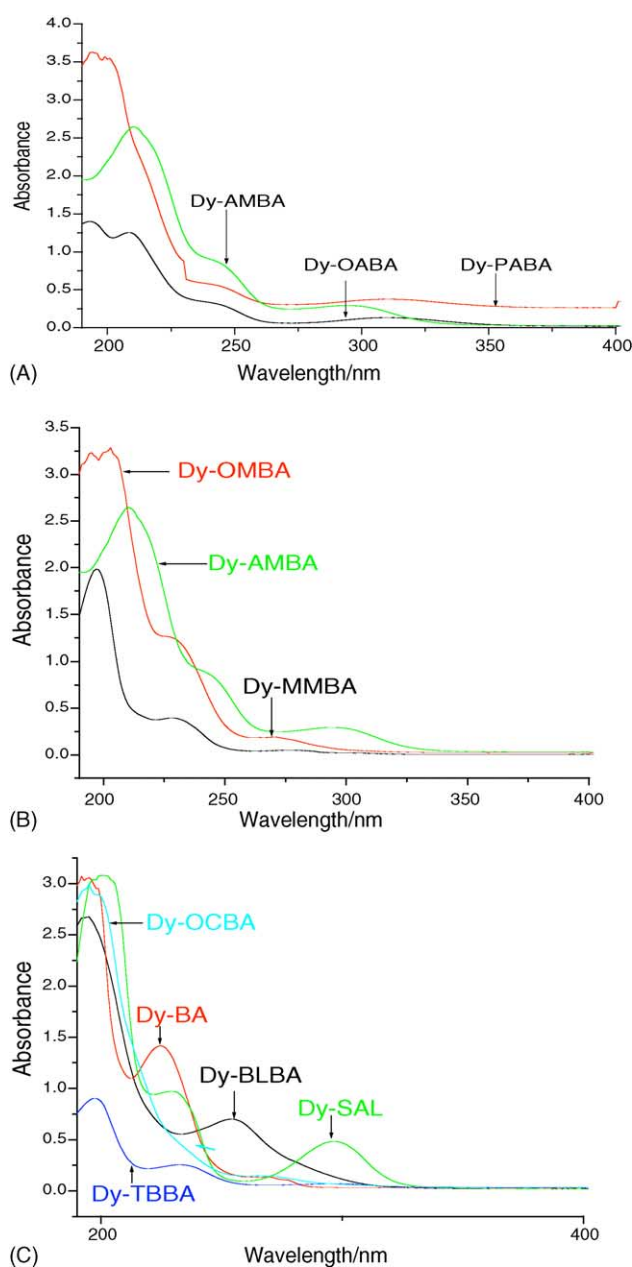 4.0
3.5
3.0
2.5
2.0
1.5
1.0
0.5
0.0
Absorbance
Dy-AMBA
Dy-OABA
Dy-PABA
200
250
300
350
400
Wavelength/nm
(A)
3.5
3.0
2.5
2.0
1.5
1.0
0.5
0.0
Absorbance
Dy-OMBA
Dy-AMBA
Dy-MMBA
200
250
300
350
400
Wavelength/nm
(B)
3.0
2.5
2.0
1.5
1.0
0.5
0.0
Absorbance
Dy-OCBA
Dy-BA
Dy-BLBA
Dy-SAL
Dy-TBBA
200
400
Wavelength/nm
(C)